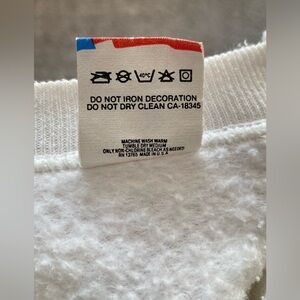 40°C
DO NOT IRON DECORATION
DO NOT DRY CLEAN CA-18345
MACHINE WASH WARM
TUMBLE DRY MEDIUM
ONLY NON-CHLORINE BLEACH AS NEEDED
RN 13765 MADE IN U.S.A.